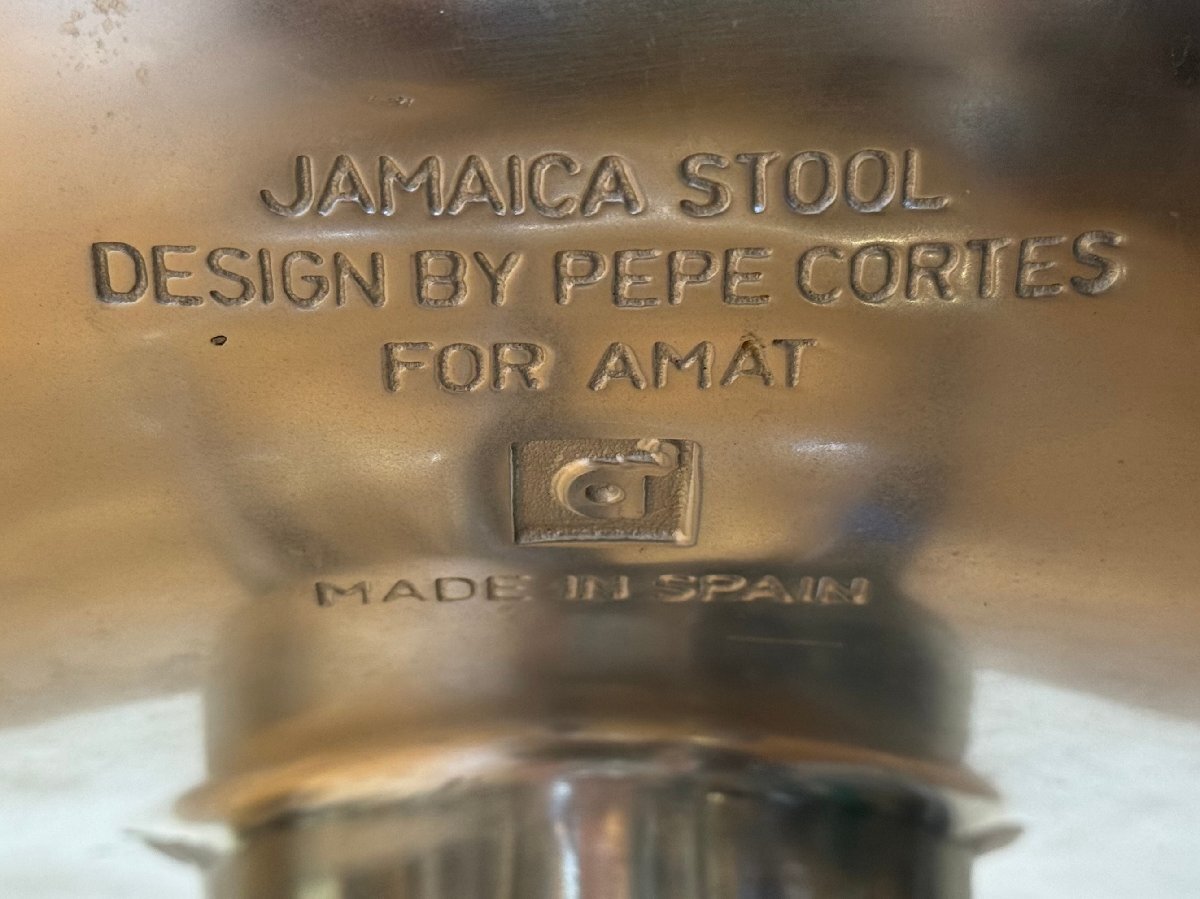 JAMAICA STOOL
DESIGN BY PEPE CORTES
FOR AMAT
a
MADE IN SPAIN